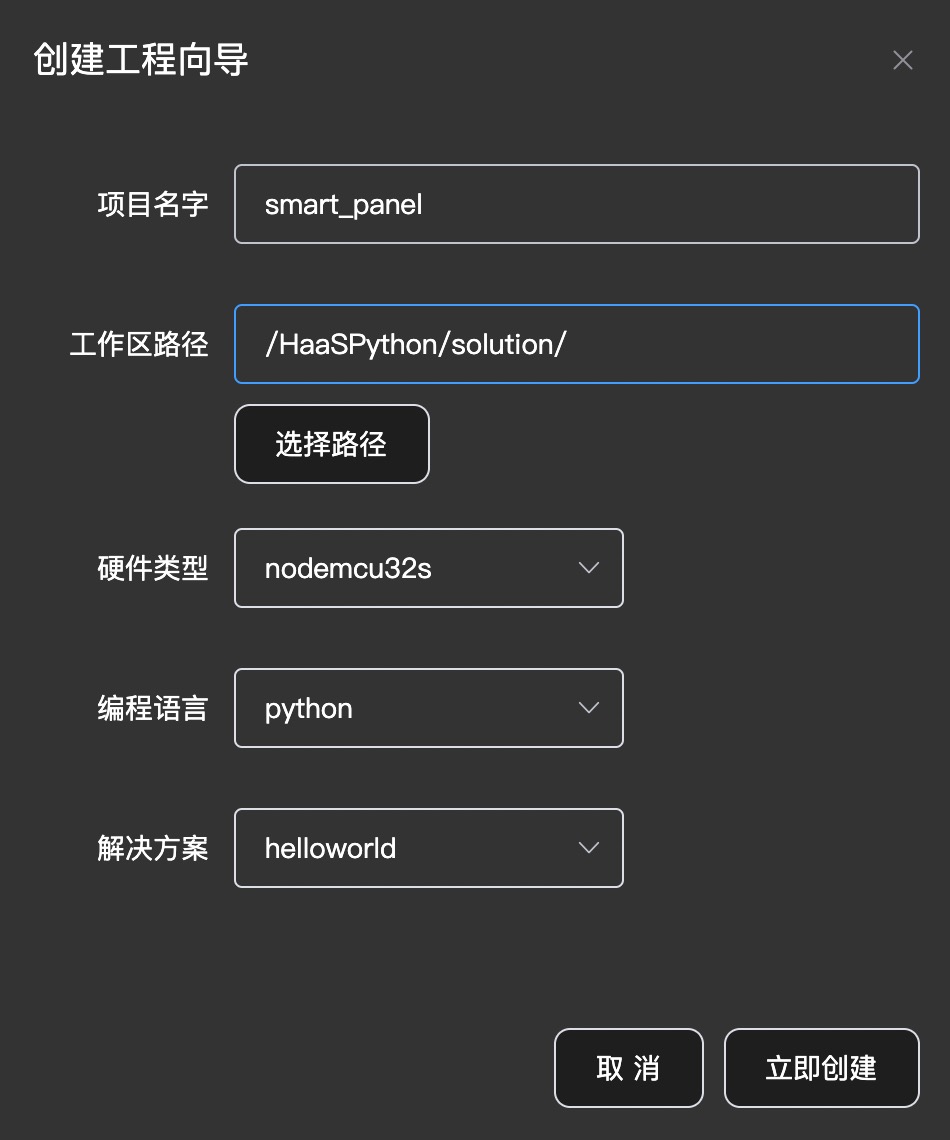 创建工程向导
项目名字 smart_panel
工作区路径 /HaaSPython/solution/
选择路径
硬件类型 nodemcu32s
编程语言 python
解决方案 helloworld
取 消 立即创建